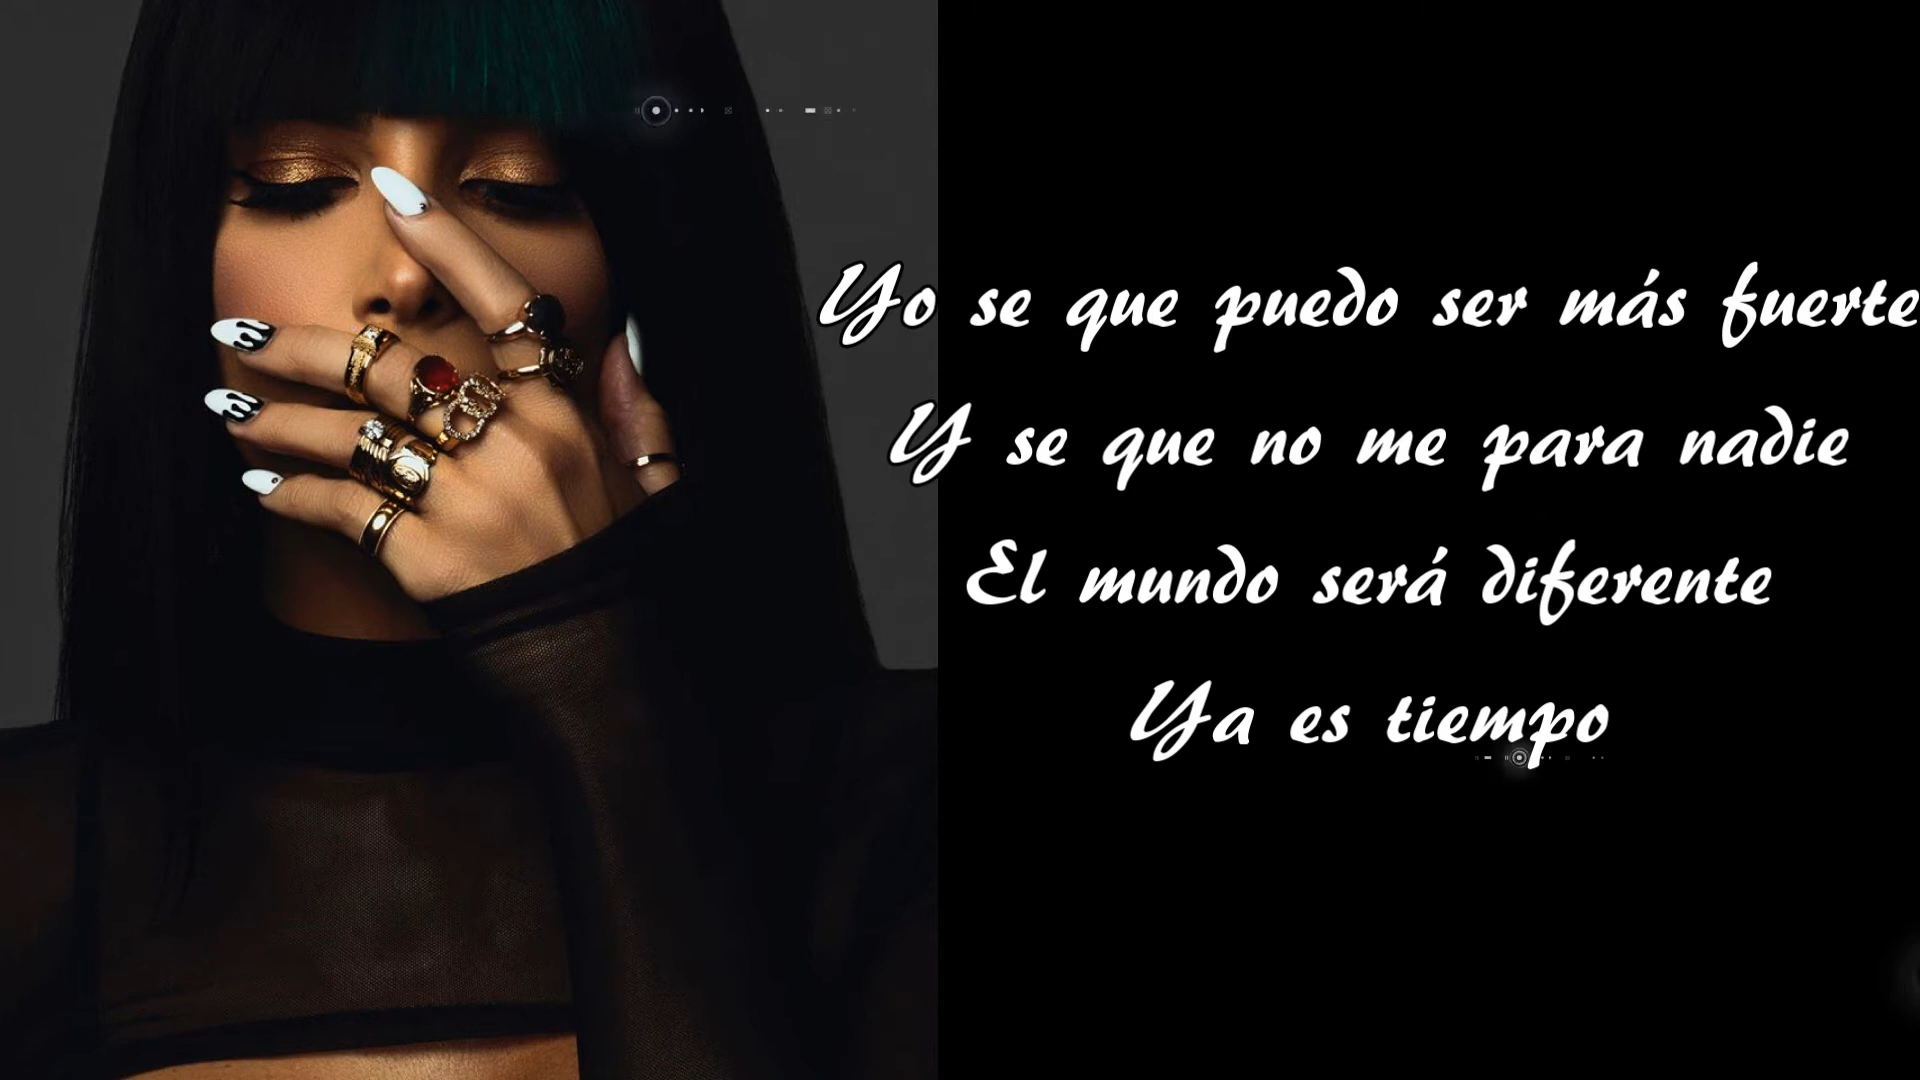 Yo se que puedo ser más fuerte
Y se que no me para nadie
El mundo será diferente
Ya es tiempo